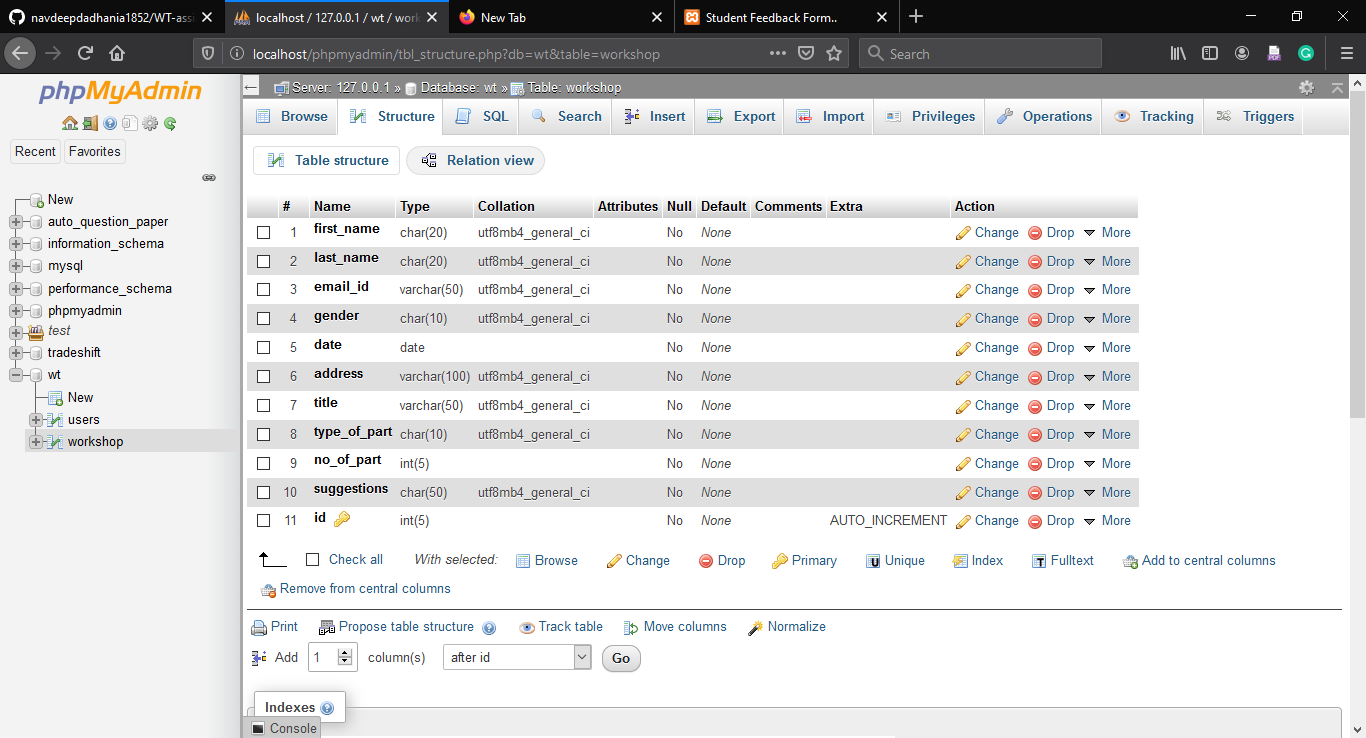 navdeepdadhania1852/WT-assi
localhost / 127.0.0.1 / wt / work
New Tab
Student Feedback Form..
localhost/phpmyadmin/tbl_structure.php?db=wt&table=workshop
Search
phpMyAdmin
Recent Favorites
New
auto_question_paper
information_schema
mysql
performance_schema
phpmyadmin
test
tradeshift
wt
New
users
workshop
Server: 127.0.0.1 » Database: wt » Table: workshop
Browse Structure SQL Search Insert Export Import Privileges Operations Tracking Triggers
Table structure Relation view
# Name Type Collation Attributes Null Default Comments Extra Action
1 first_name char(20) utf8mb4_general_ci No None Change Drop More
2 last_name char(20) utf8mb4_general_ci No None Change Drop More
3 email_id varchar(50) utf8mb4_general_ci No None Change Drop More
4 gender char(10) utf8mb4_general_ci No None Change Drop More
5 date date No None Change Drop More
6 address varchar(100) utf8mb4_general_ci No None Change Drop More
7 title varchar(50) utf8mb4_general_ci No None Change Drop More
8 type_of_part char(10) utf8mb4_general_ci No None Change Drop More
9 no_of_part int(5) No None Change Drop More
10 suggestions char(50) utf8mb4_general_ci No None Change Drop More
11 id int(5) No None AUTO_INCREMENT Change Drop More
Check all With selected: Browse Change Drop Primary Unique Index Fulltext Add to central columns
Remove from central columns
Print Propose table structure Track table Move columns Normalize
Add 1 column(s) after id Go
Indexes
Console